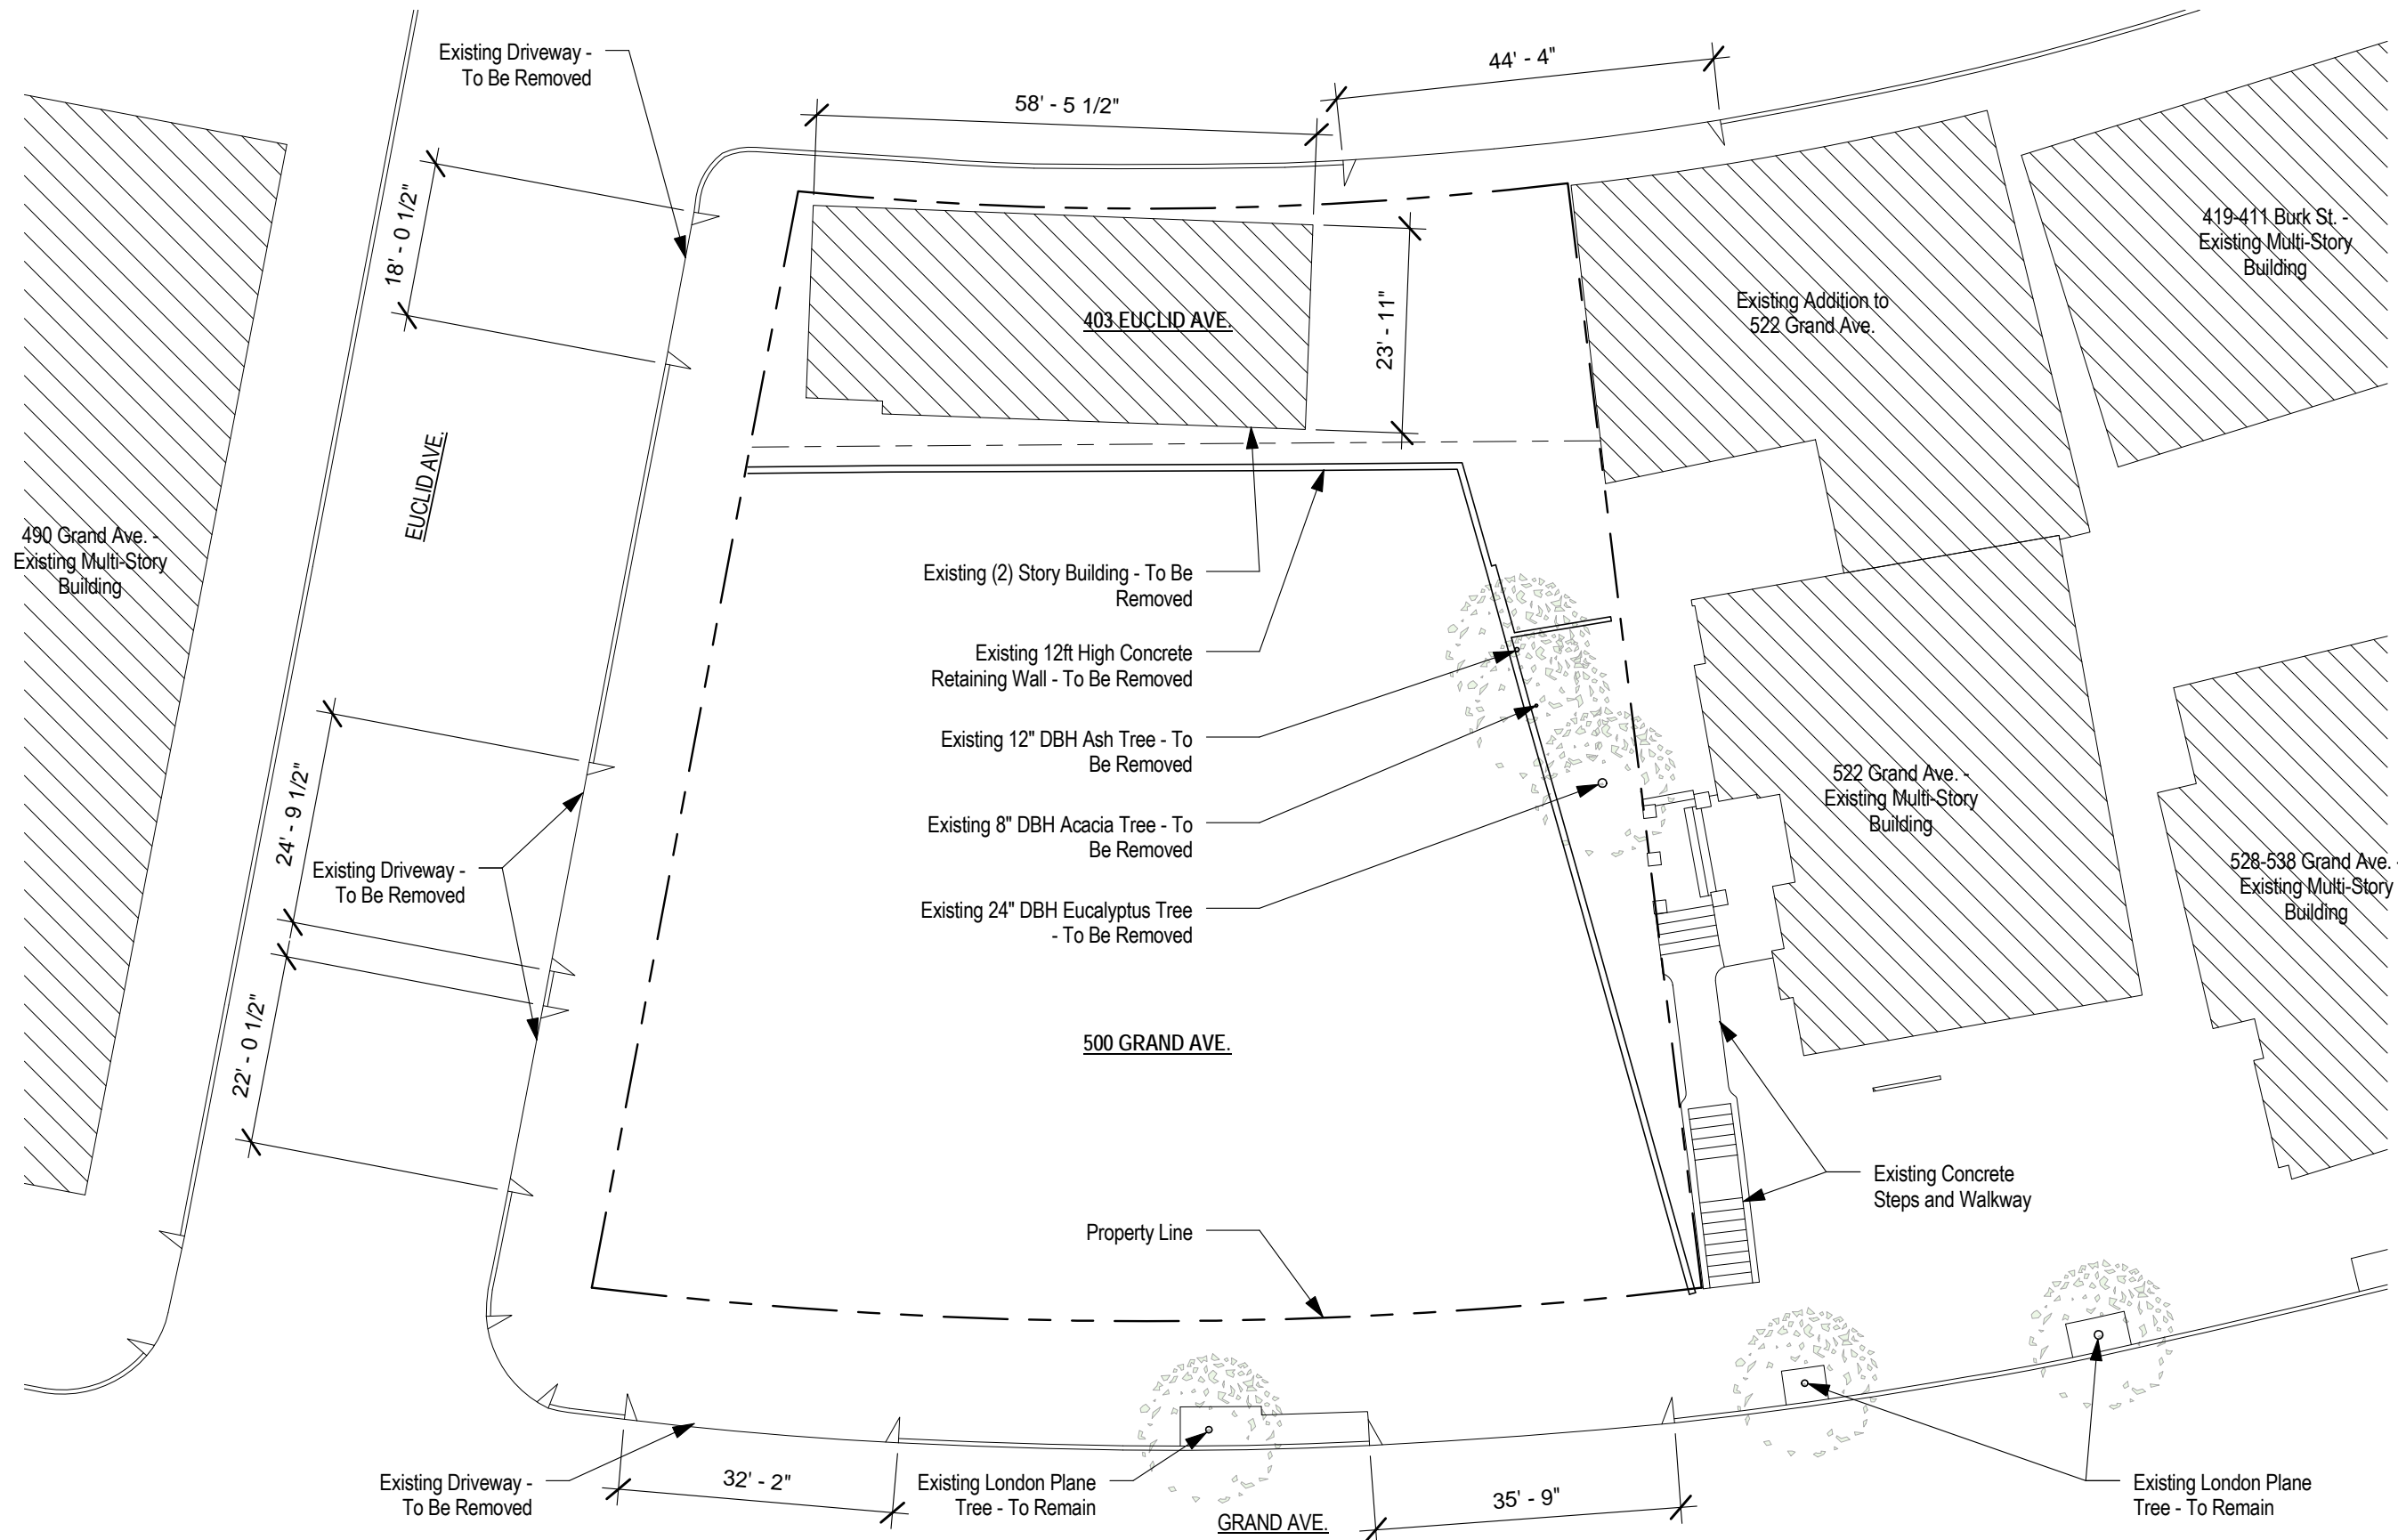 Existing Driveway -
To Be Removed
44' - 4"
58' - 5 1/2"
18' - 0 1/2"
419-411 Burk St. -
Existing Multi-Story
Building
Existing Addition to
522 Grand Ave.
403 EUCLID AVE.
23' - 11"
EUCLID AVE.
490 Grand Ave. -
Existing Multi-Story
Building
Existing (2) Story Building - To Be
Removed
Existing 12ft High Concrete
Retaining Wall - To Be Removed
Existing 12" DBH Ash Tree - To
Be Removed
Existing 8" DBH Acacia Tree - To
Be Removed
Existing 24" DBH Eucalyptus Tree
- To Be Removed
522 Grand Ave. -
Existing Multi-Story
Building
528-538 Grand Ave. -
Existing Multi-Story
Building
24' - 9 1/2"
Existing Driveway -
To Be Removed
22' - 0 1/2"
500 GRAND AVE.
Existing Concrete
Steps and Walkway
Property Line
Existing Driveway -
To Be Removed
32' - 2"
Existing London Plane
Tree - To Remain
GRAND AVE.
35' - 9"
Existing London Plane
Tree - To Remain